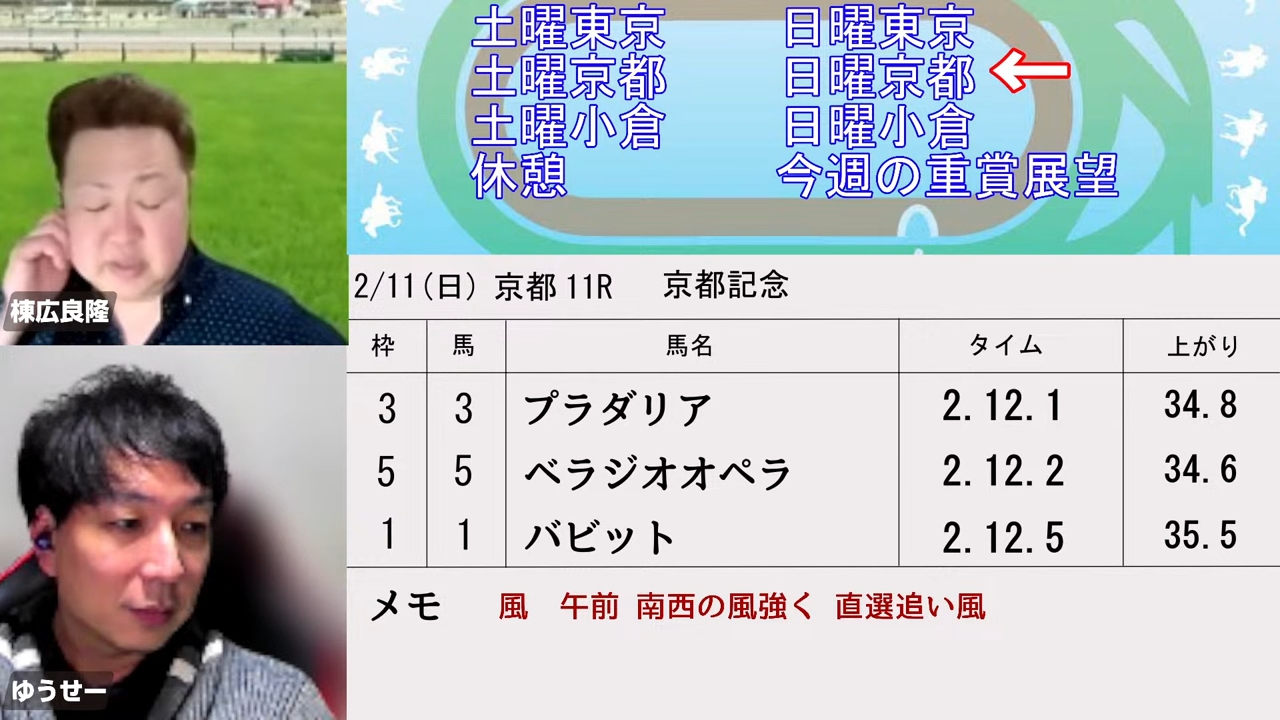 土曜東京 日曜東京
土曜京都 日曜京都
土曜小倉 日曜小倉
休憩 今週の重賞展望
棟広良隆
2/11(日) 京都 11R 京都記念
枠 馬 馬名 タイム 上がり
3 3 プラダリア 2.12.1 34.8
5 5 ベラジオオペラ 2.12.2 34.6
1 1 バビット 2.12.5 35.5
メモ 風 午前 南西の風強く 直選追い風
ゆうせー